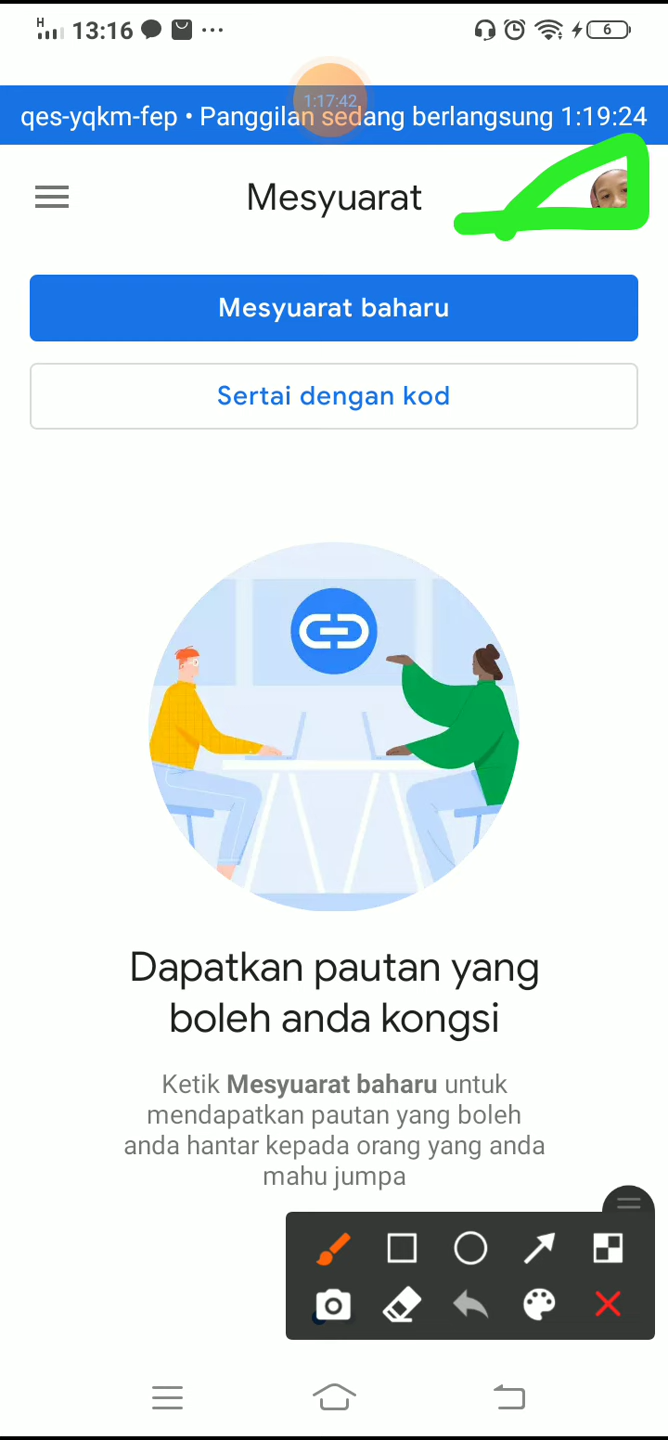 H
13:16
6
1:17:42
qes-yqkm-fep • Panggilan sedang berlangsung 1:19:24
Mesyuarat
Mesyuarat baharu
Sertai dengan kod
Dapatkan pautan yang
boleh anda kongsi
Ketik Mesyuarat baharu untuk
mendapatkan pautan yang boleh
anda hantar kepada orang yang anda
mahu jumpa